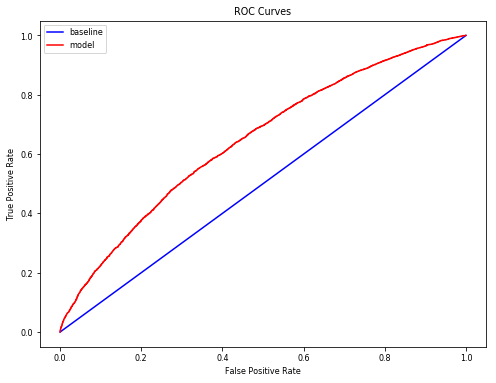 ROC Curves
baseline
model
True Positive Rate
1.0
0.8
0.6
0.4
0.2
0.0
0.0 0.2 0.4 0.6 0.8 1.0
False Positive Rate